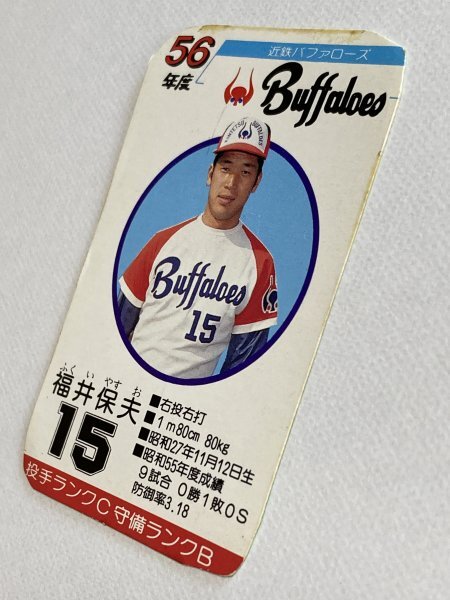 56
年度
近鉄バファローズ
Buffaloes
KINTETSU BUFFALOES
Buffaloes
15
ふくいやすお
福井保夫
15
■右投右打
■1m80cm 80kg
■昭和27年11月12日生
■昭和55年度成績
9試合 0勝1敗0S
防御率3.18
投手ランクC 守備ランクB